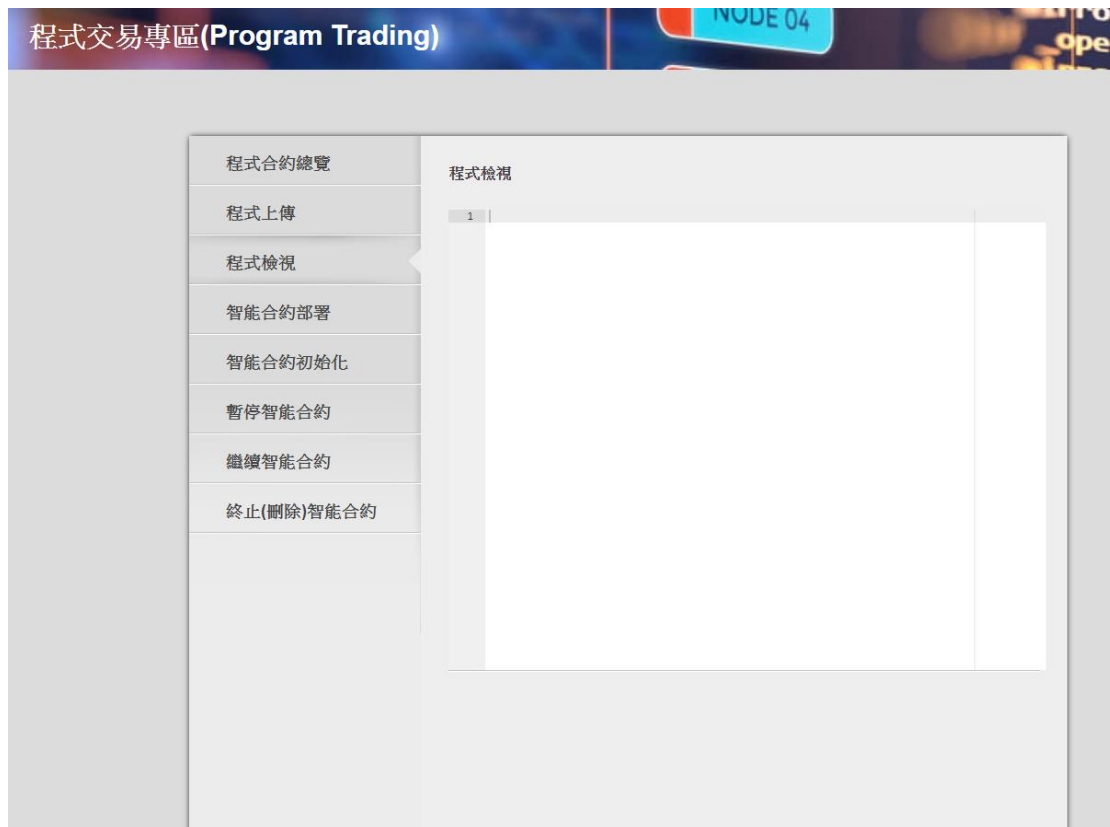 程式交易專區(Program Trading)
NODE 04
ope
程式合約總覽
程式上傳
程式檢視
智能合約部署
智能合約初始化
暫停智能合約
繼續智能合約
終止(刪除)智能合約
程式檢視
1